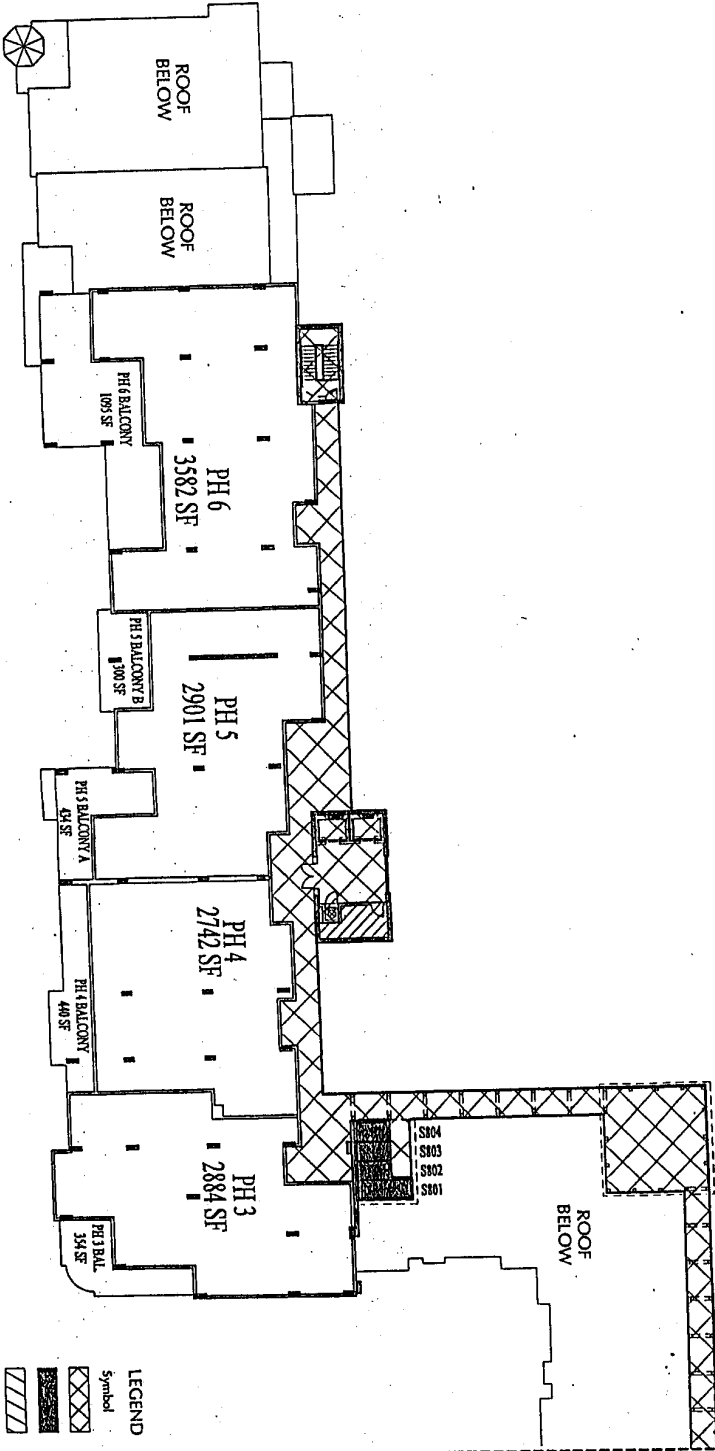 ROOF
BELOW
ROOF
BELOW
PH 6 BALCONY
1095 SF
PH 6
3582 SF
PH 5 BALCONY B
300 SF
PH 5
2901 SF
PH 5 BALCONY A
434 SF
PH 4
2742 SF
PH 4 BALCONY
440 SF
S804
S803
S802
S801
PH 3
2884 SF
PH 3 BAL.
354 SF
ROOF
BELOW
LEGEND
Symbol